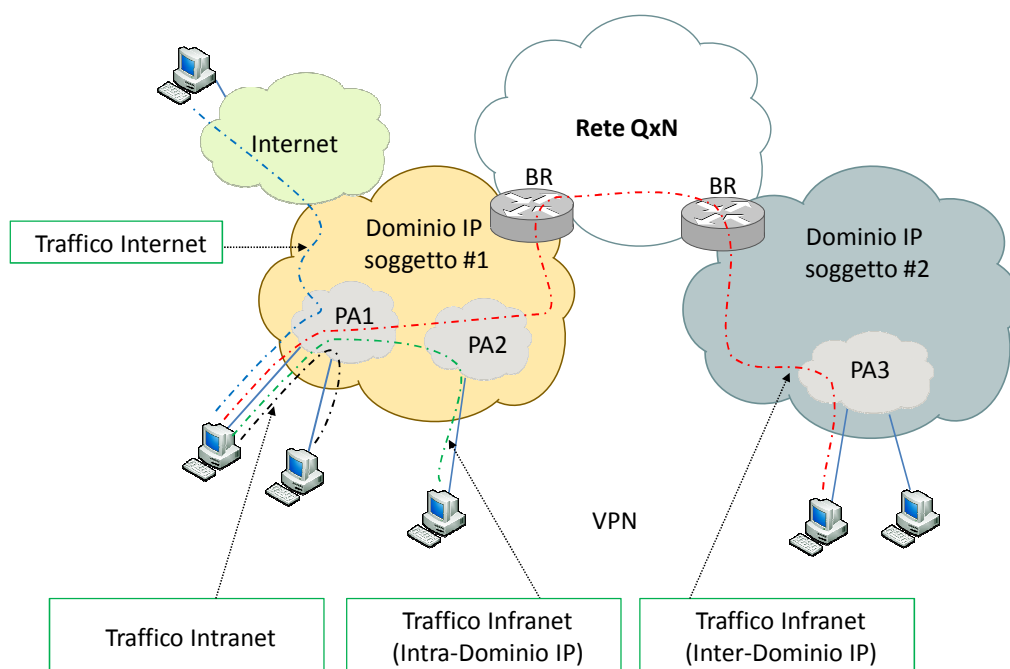 Internet
Rete QxN
BR
BR
Traffico Internet
Dominio IP
soggetto #1
Dominio IP
soggetto #2
PA1
PA2
PA3
VPN
Traffico Intranet
Traffico Infranet
(Intra-Dominio IP)
Traffico Infranet
(Inter-Dominio IP)